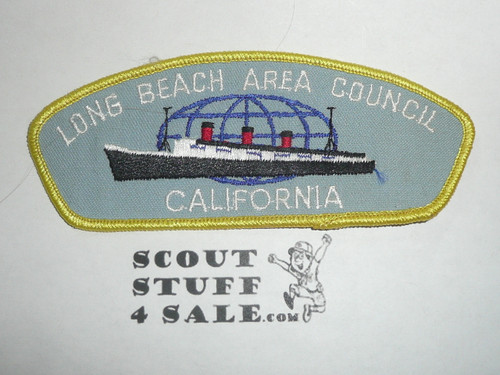 LONG BEACH AREA COUNCIL
CALIFORNIA
SCOUT
STUFF
4 SALE.COM